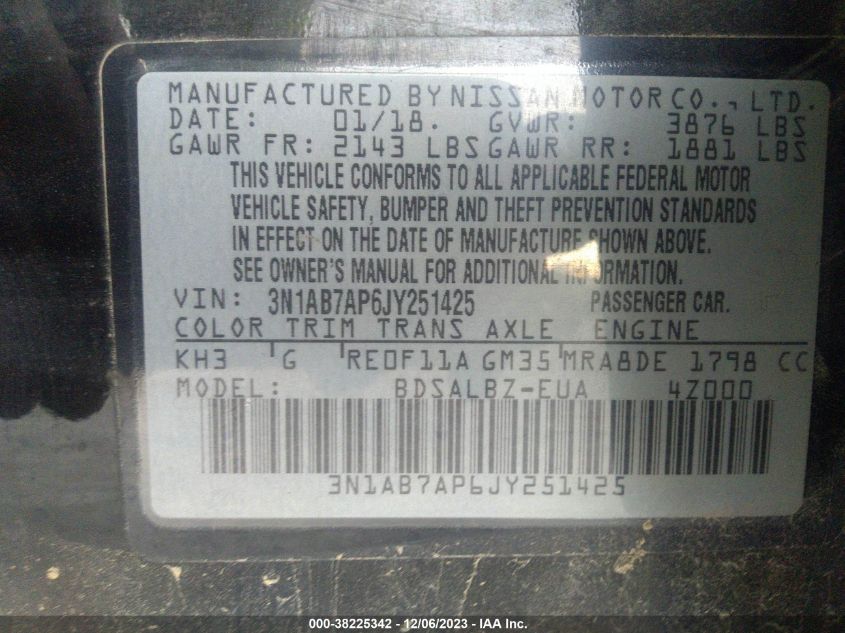 MANUFACTURED BY NISSAN MOTOR CO., LTD.
DATE: 01/18. GVWR: 3876 LBS
GAWR FR: 2143 LBS GAWR RR: 1881 LBS
THIS VEHICLE CONFORMS TO ALL APPLICABLE FEDERAL MOTOR
VEHICLE SAFETY, BUMPER AND THEFT PREVENTION STANDARDS
IN EFFECT ON THE DATE OF MANUFACTURE SHOWN ABOVE.
SEE OWNER'S MANUAL FOR ADDITIONAL INFORMATION.
VIN: 3N1AB7AP6JY251425 PASSENGER CAR.
COLOR TRIM TRANS AXLE ENGINE
KH3 G RE0F11A GM35 MRA8DE 1798 CC
MODEL: BDSALBZ-EUA 4Z000
3N1AB7AP6JY251425
000-38225342 - 12/06/2023 - IAA Inc.